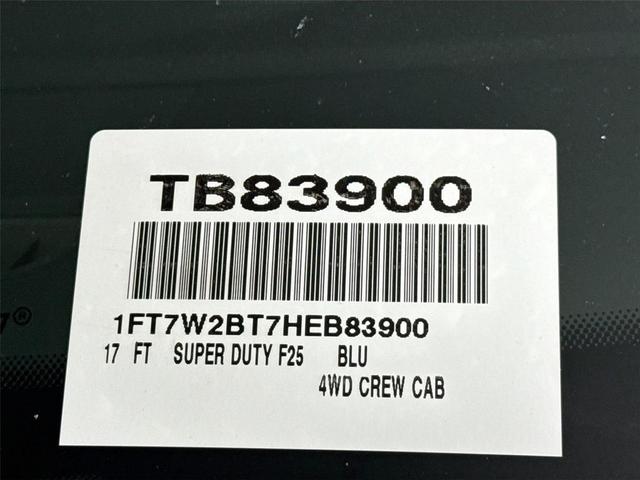 TB83900
1FT7W2BT7HEB83900
17 FT SUPER DUTY F25 BLU
4WD CREW CAB